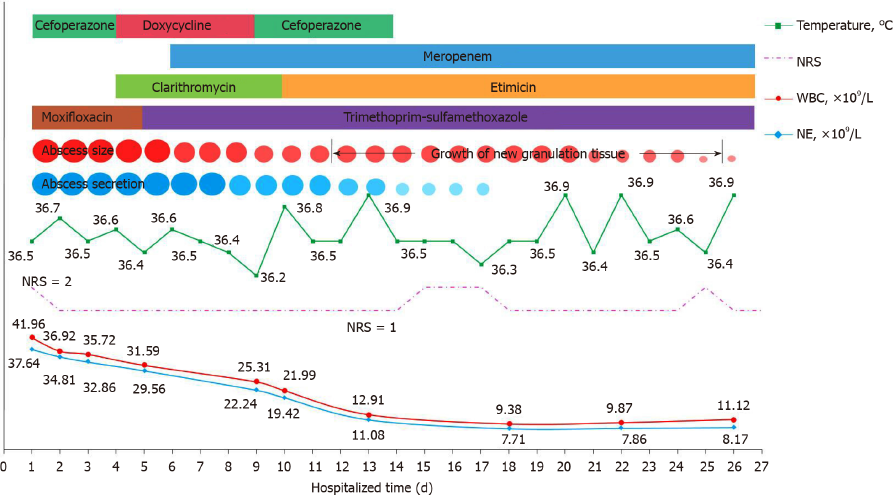 Cefoperazone Doxycycline Cefoperazone
Meropenem
Clarithromycin Etimicin
Moxifloxacin Trimethoprim-sulfamethoxazole
Abscess size Growth of new granulation tissue
Abscess secretion
Temperature, °C
NRS
WBC, ×10⁹/L
NE, ×10⁹/L
36.5 36.7 36.5 36.6 36.4 36.6 36.5 36.4 36.2 36.8 36.5 36.9 36.5 36.3 36.5 36.9 36.4 36.9 36.5 36.6 36.4 36.9
NRS = 2
NRS = 1
41.96 36.92 35.72 31.59 25.31 21.99 12.91 9.38 9.87 11.12
37.64 34.81 32.86 29.56 22.24 19.42 11.08 7.71 7.86 8.17
0 1 2 3 4 5 6 7 8 9 10 11 12 13 14 15 16 17 18 19 20 21 22 23 24 25 26 27
Hospitalized time (d)